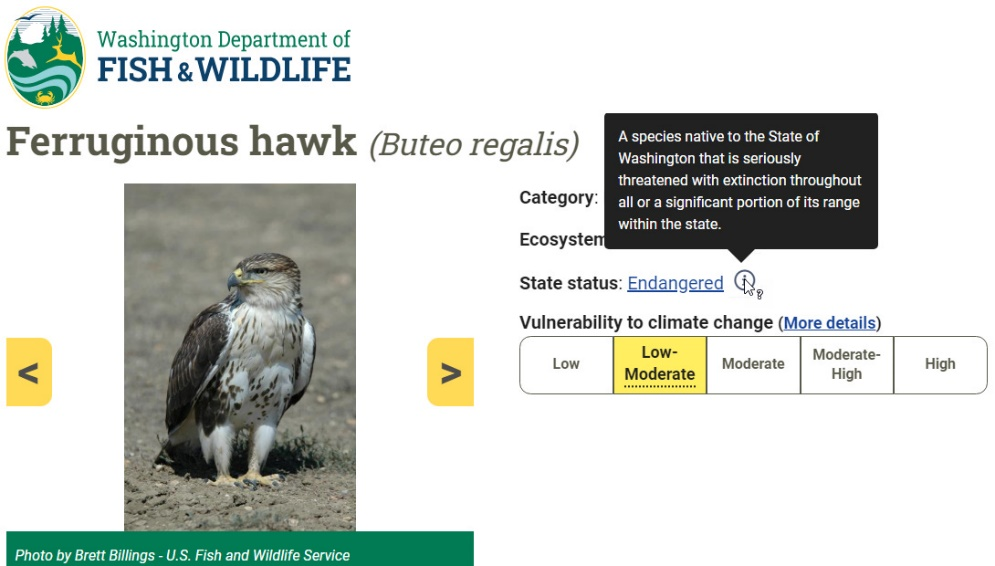 Washington Department of
FISH & WILDLIFE
Ferruginous hawk (Buteo regalis)
A species native to the State of
Washington that is seriously
threatened with extinction throughout
all or a significant portion of its range
within the state.
Category:
Ecosystem
State status: Endangered
Vulnerability to climate change (More details)
Low
Low-
Moderate
Moderate
Moderate-
High
High
<
>
Photo by Brett Billings - U.S. Fish and Wildlife Service